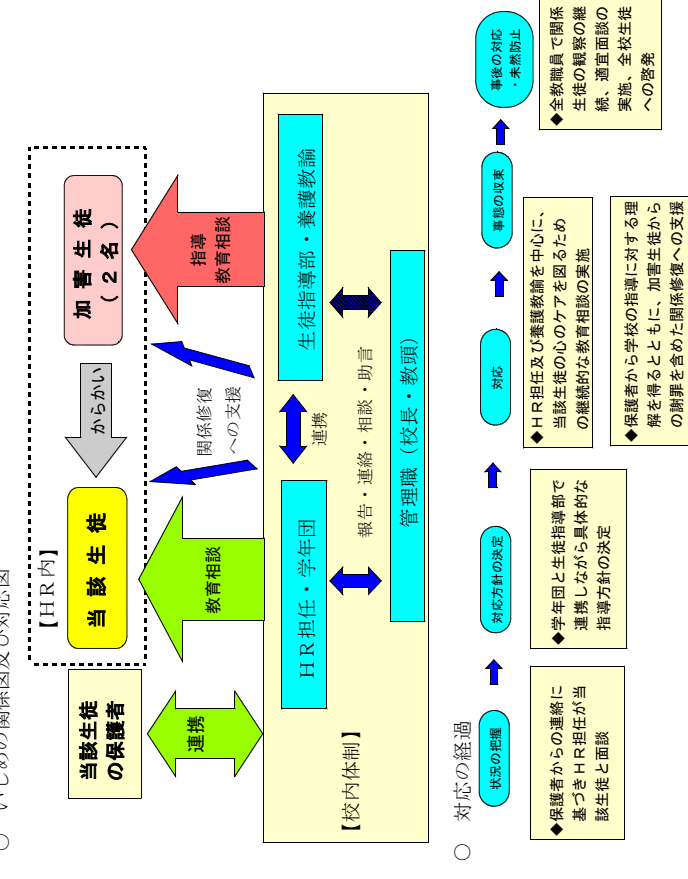 ○ いじめの関係図及び対応図
【ＨＲ内】
当該生徒
の保護者
当 該 生 徒
からかい
加 害 生 徒
（ ２ 名 ）
連携
教育相談
関係修復
への支援
指導
教育相談
【校内体制】
ＨＲ担任・学年団
連携
生徒指導部・養護教諭
報告・連絡・相談・助言
管理職（校長・教頭）
○ 対応の経過
状況の把握
対応方針の決定
対応
事態の収束
事後の対応
・未然防止
◆保護者からの連絡に
基づきＨＲ担任が当
該生徒と面談
◆学年団と生徒指導部で
連携しながら具体的な
指導方針の決定
◆ＨＲ担任及び養護教諭を中心に、
当該生徒の心のケアを図るため
の継続的な教育相談の実施
◆保護者から学校の指導に対する理
解を得るとともに、加害生徒から
の謝罪を含めた関係修復への支援
◆全教職員で関係
生徒の観察の継
続、適宜面談の
実施、全校生徒
への啓発